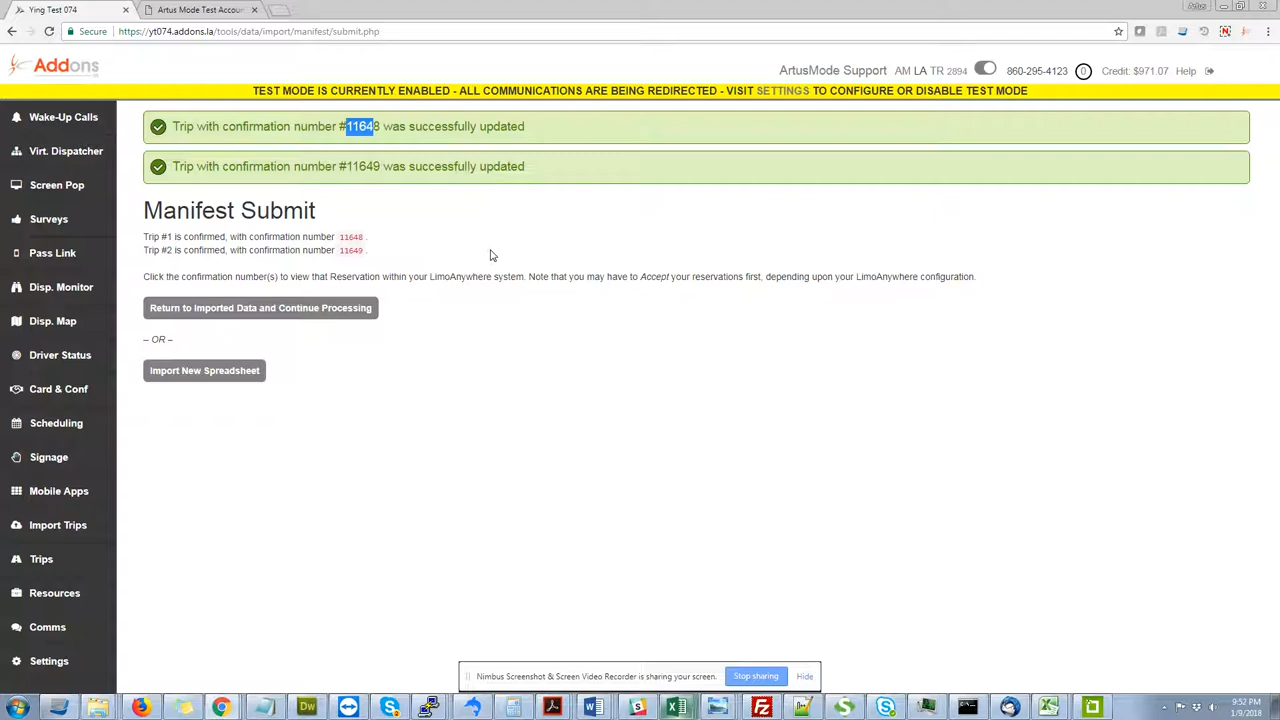 Ying Test 074
Artus Mode Test Accoun
Secure
https://yt074.addons.la/tools/data/import/manifest/submit.php
Addons
ArtusMode Support AM LA TR 2894 860-295-4123 0 Credit: $971.07 Help
TEST MODE IS CURRENTLY ENABLED - ALL COMMUNICATIONS ARE BEING REDIRECTED - VISIT SETTINGS TO CONFIGURE OR DISABLE TEST MODE
Wake-Up Calls
Virt. Dispatcher
Screen Pop
Surveys
Pass Link
Disp. Monitor
Disp. Map
Driver Status
Card & Conf
Scheduling
Signage
Mobile Apps
Import Trips
Trips
Resources
Comms
Settings
Trip with confirmation number #11648 was successfully updated
Trip with confirmation number #11649 was successfully updated
Manifest Submit
Trip #1 is confirmed, with confirmation number 11648 .
Trip #2 is confirmed, with confirmation number 11649 .
Click the confirmation number(s) to view that Reservation within your LimoAnywhere system. Note that you may have to Accept your reservations first, depending upon your LimoAnywhere configuration.
Return to Imported Data and Continue Processing
– OR –
Import New Spreadsheet
Nimbus Screenshot & Screen Video Recorder is sharing your screen.
Stop sharing
Hide
Dw
9:52 PM
1/9/2018